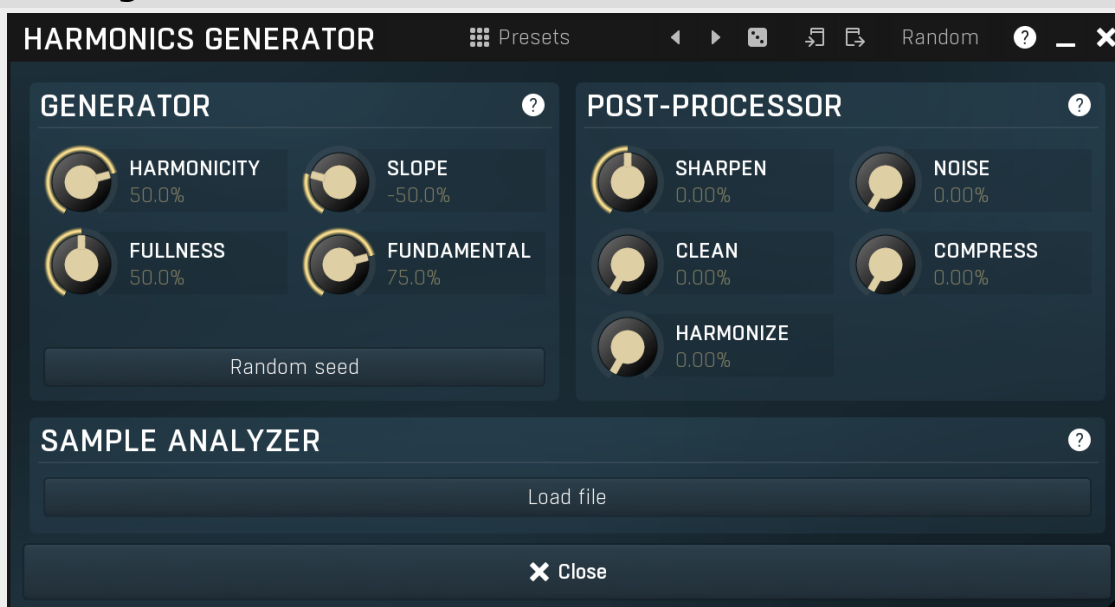 HARMONICS GENERATOR Presets Random ?
GENERATOR ?
HARMONICITY
50.0%
SLOPE
-50.0%
FULLNESS
50.0%
FUNDAMENTAL
75.0%
Random seed
POST-PROCESSOR ?
SHARPEN
0.00%
NOISE
0.00%
CLEAN
0.00%
COMPRESS
0.00%
HARMONIZE
0.00%
SAMPLE ANALYZER ?
Load file
Close